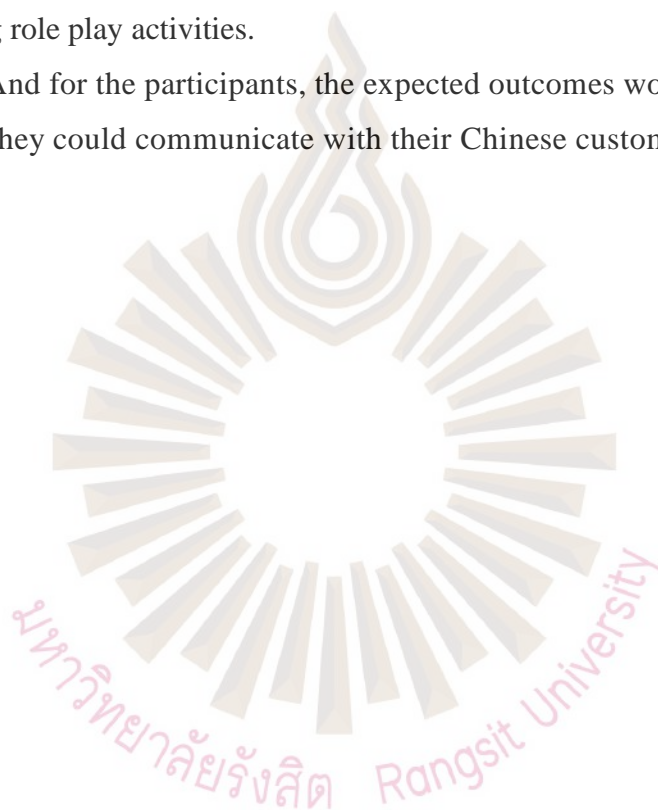 role play activities.
And for the participants, the expected outcomes wo
they could communicate with their Chinese custon
มหาวิทยาลัยรังสิต Rangsit University